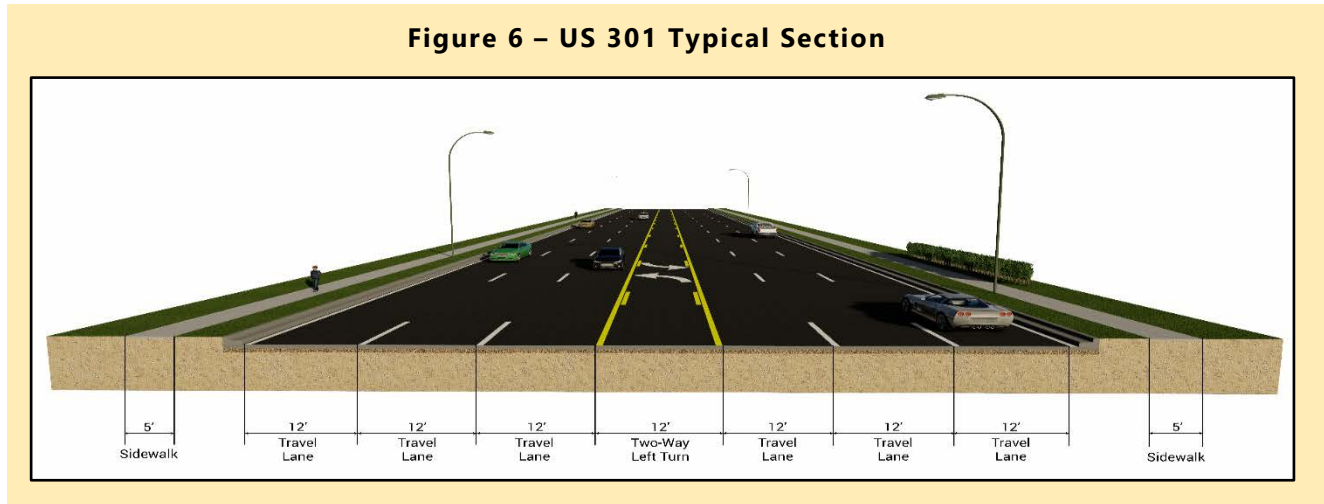 Figure 6 – US 301 Typical Section
5' 12' 12' 12' 12' 12' 12' 12' 5'
Sidewalk Travel Travel Travel Two-Way Travel Travel Travel Sidewalk
Lane Lane Lane Left Turn Lane Lane Lane